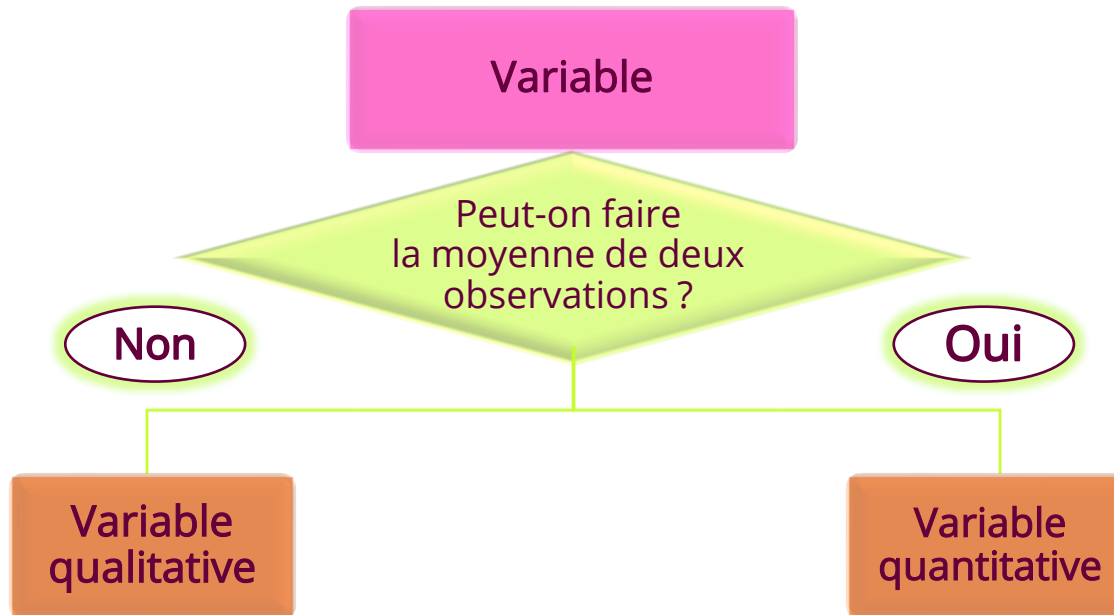 Variable
Peut-on faire
la moyenne de deux
observations ?
Non
Oui
Variable
qualitative
Variable
quantitative